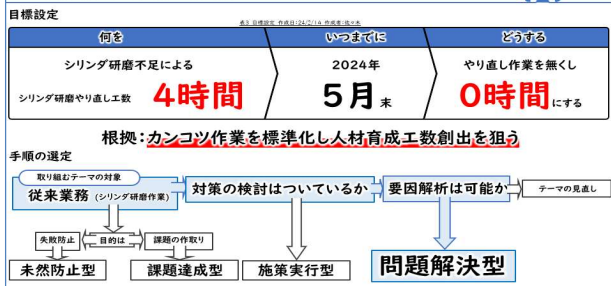 目標設定
表3 目標設定 作成日:24/2/14 作成者:佐々木
何を
いつまでに
どうする
シリンダ研磨不足による
2024年
やり直し作業を無くし
シリンダ研磨やり直し工数 4時間
5月末
0時間にする
根拠:カンコツ作業を標準化し人材育成工数創出を狙う
手順の選定
取り組むテーマの対象
従来業務 (シリンダ研磨作業)
対策の検討はついているか
要因解析は可能か
テーマの見直し
失敗防止
目的は
課題の作取り
未然防止型
課題達成型
施策実行型
問題解決型